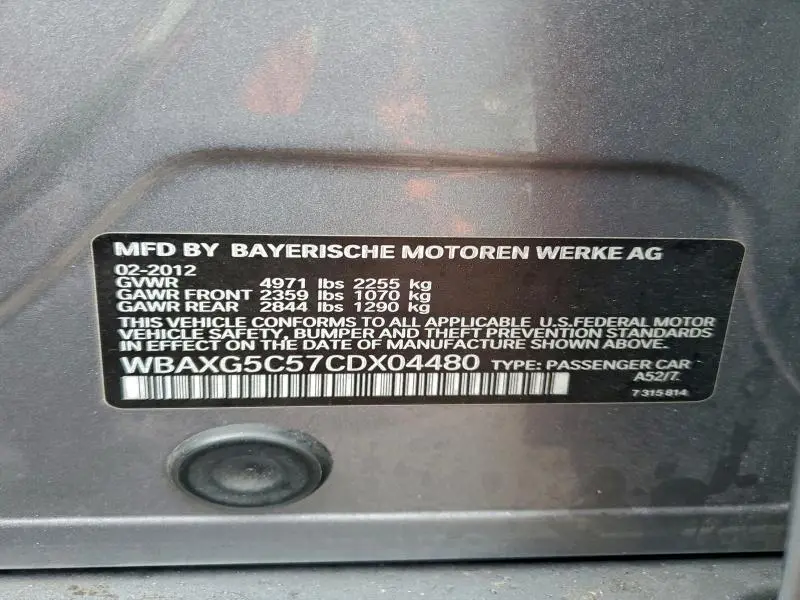 MFD BY BAYERISCHE MOTOREN WERKE AG
02-2012
GVWR 4971 lbs 2255 kg
GAWR FRONT 2359 lbs 1070 kg
GAWR REAR 2844 lbs 1290 kg
THIS VEHICLE CONFORMS TO ALL APPLICABLE U.S.FEDERAL MOTOR
VEHICLE SAFETY, BUMPER AND THEFT PREVENTION STANDARDS
IN EFFECT ON THE DATE OF MANUFACTURE SHOWN ABOVE.
WBAXG5C57CDX04480 TYPE: PASSENGER CAR
A52/7
7 315 814